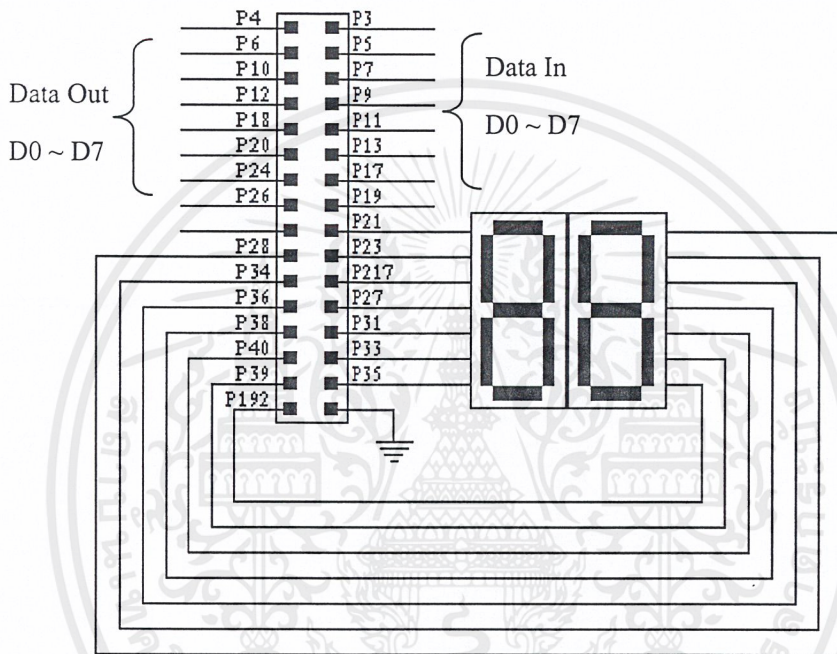 P4 P3
P6 P5
P10 P7
Data Out
Data In
P12 P9
P18 P11
D0 ~ D7
D0 ~ D7
P20 P13
P24 P17
P26 P19
P21
P28 P23
P34 P217
P36 P27
P38 P31
P40 P33
P39 P35
P192